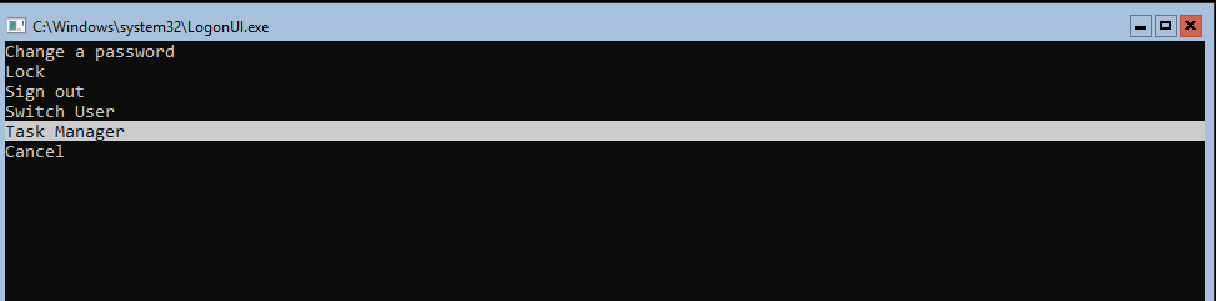 C:\Windows\system32\LogonUI.exe
Change a password
Lock
Sign out
Switch User
Task Manager
Cancel